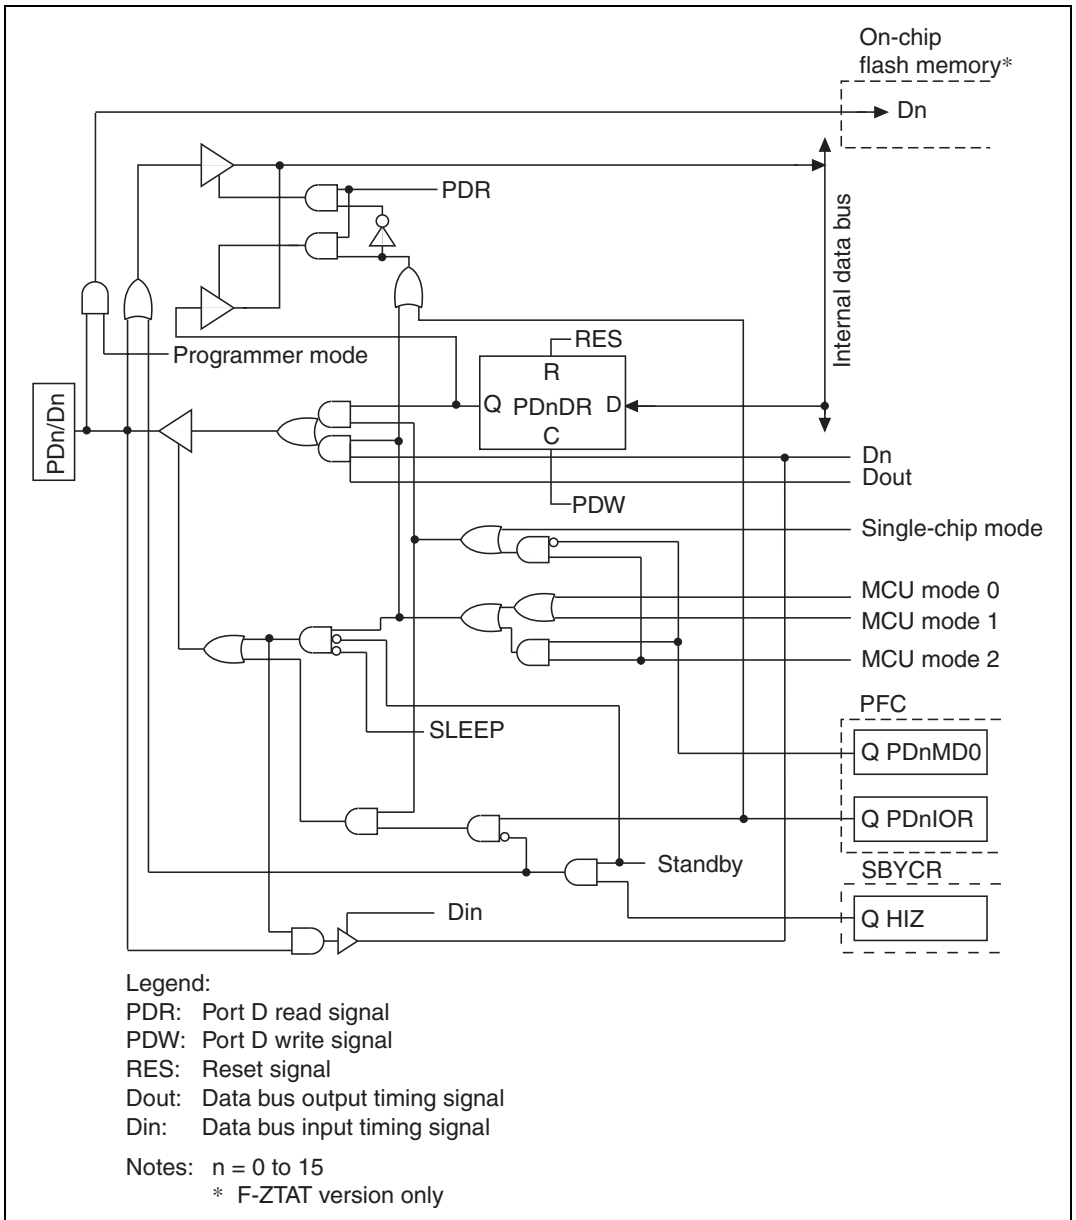 On-chip
flash memory*
Dn
PDR
Internal data bus
Programmer mode
RES
R
Q PDnDR D
C
PDn/Dn
Dn
Dout
PDW
Single-chip mode
MCU mode 0
MCU mode 1
MCU mode 2
PFC
SLEEP
Q PDnMD0
Q PDnIOR
Standby
SBYCR
Din
Q HIZ
Legend:
PDR: Port D read signal
PDW: Port D write signal
RES: Reset signal
Dout: Data bus output timing signal
Din: Data bus input timing signal
Notes: n = 0 to 15
* F-ZTAT version only